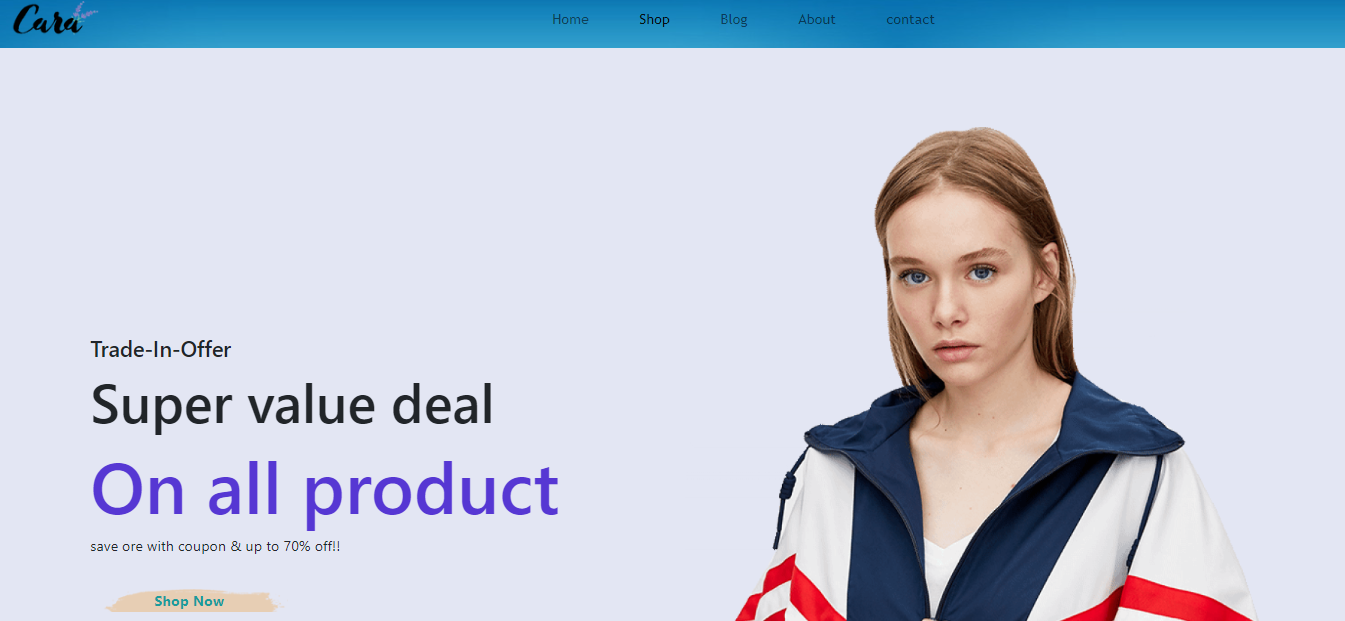 Cara
Home Shop Blog About contact
Trade-In-Offer
Super value deal
On all product
save ore with coupon & up to 70% off!!
Shop Now